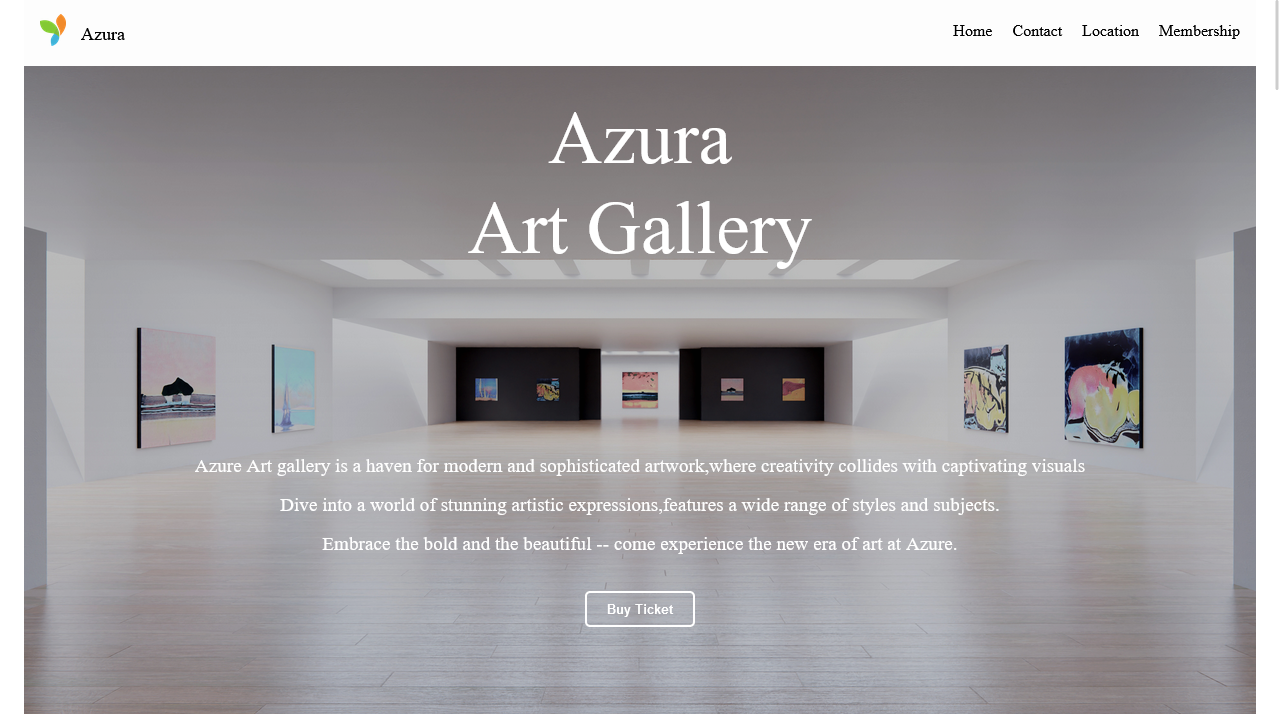 Azura
Home Contact Location Membership
Azura
Art Gallery
Azure Art gallery is a haven for modern and sophisticated artwork,where creativity collides with captivating visuals
Dive into a world of stunning artistic expressions,features a wide range of styles and subjects.
Embrace the bold and the beautiful -- come experience the new era of art at Azure.
Buy Ticket